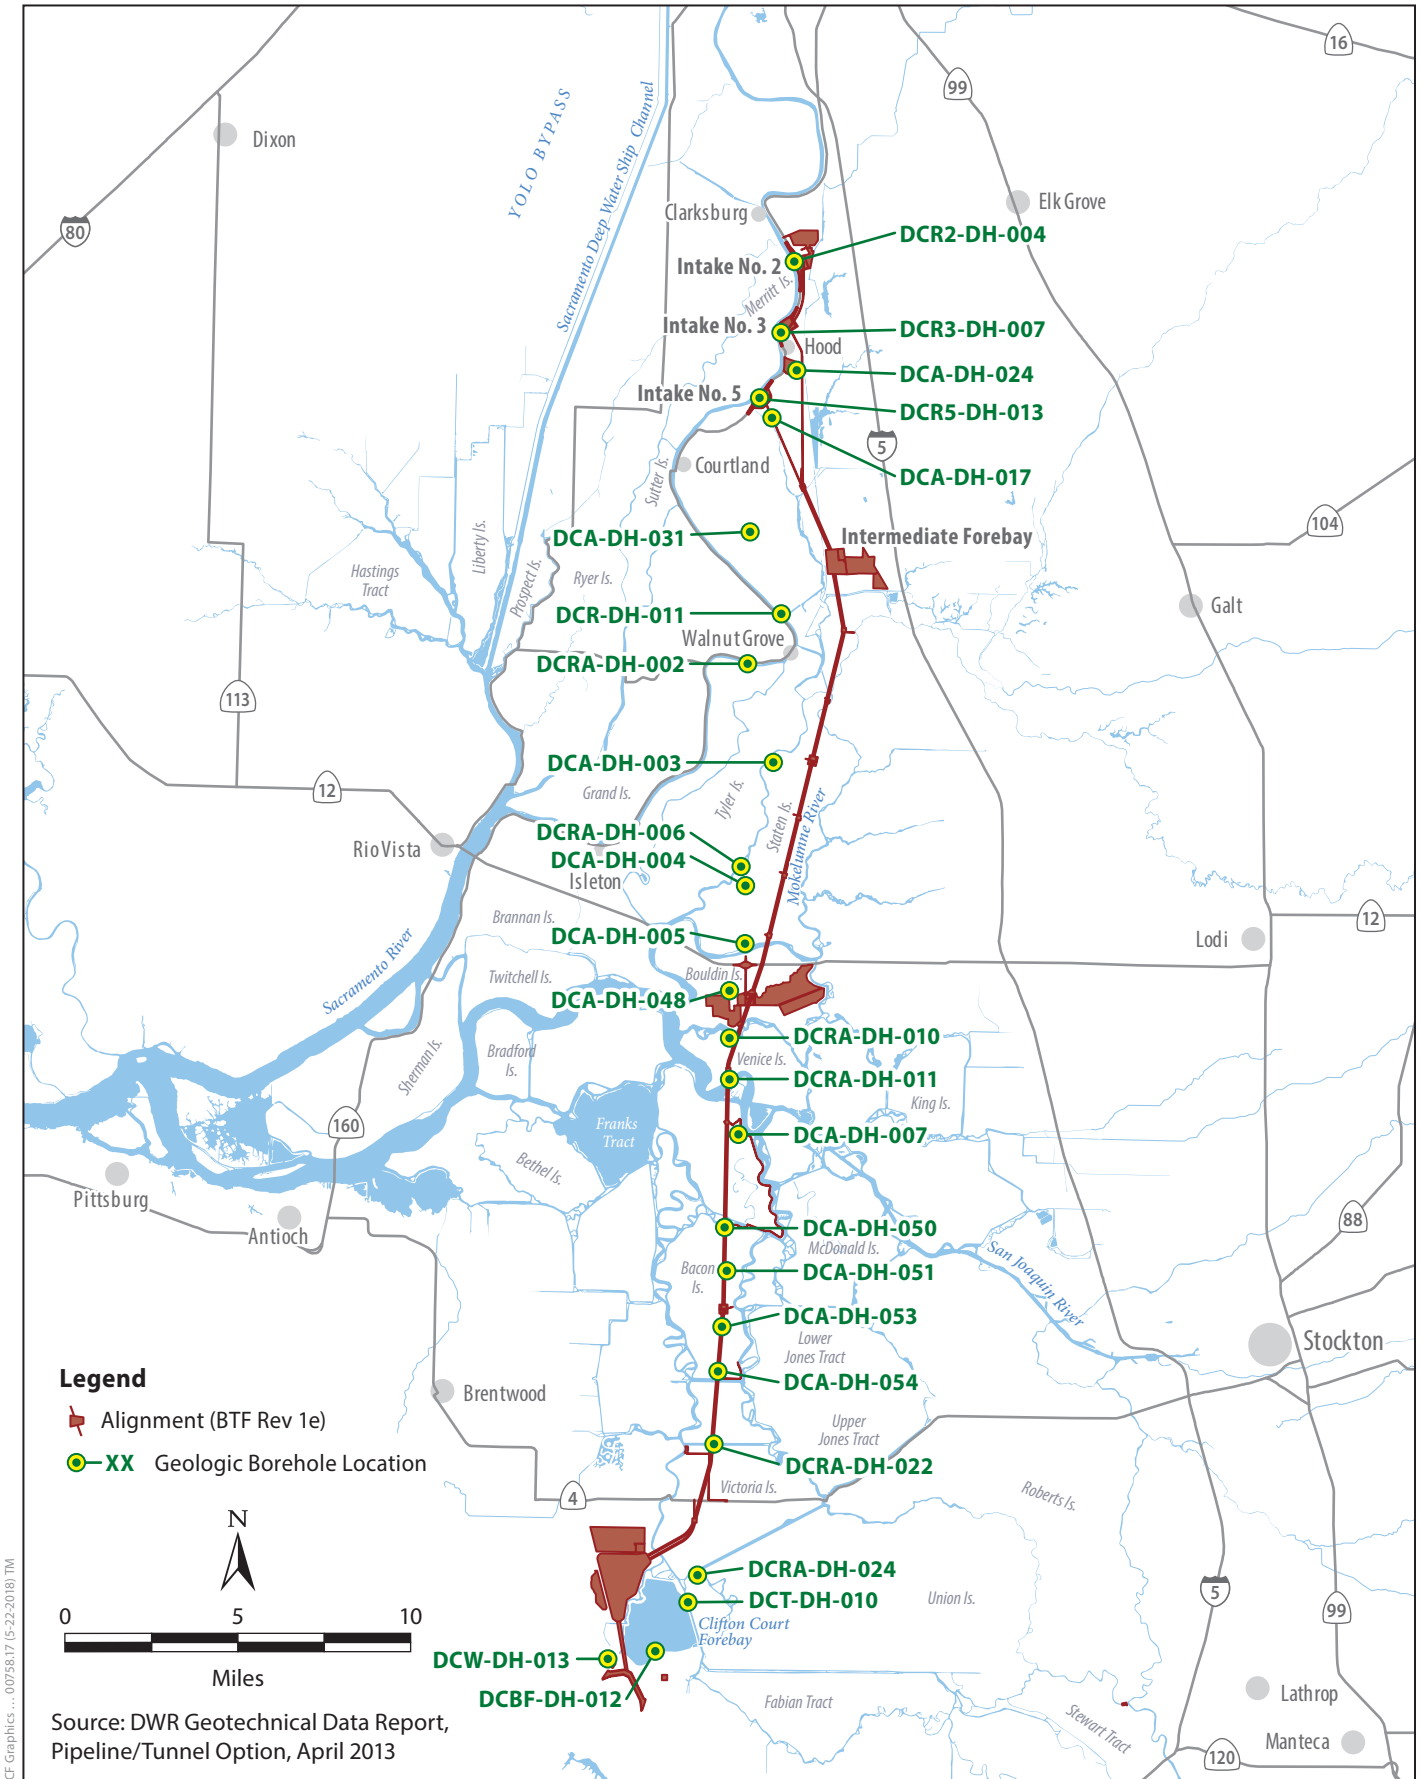 16
99
Dixon
YOLO BYPASS
Sacramento Deep Water Ship Channel
80
Elk Grove
Clarksburg
DCR2-DH-004
Intake No. 2
Merritt Is.
Intake No. 3
DCR3-DH-007
Hood
DCA-DH-024
Intake No. 5
DCR5-DH-013
5
Courtland
Sutter Is.
DCA-DH-017
104
DCA-DH-031
Intermediate Forebay
Liberty Is.
Prospect Is.
Hastings
Tract
Ryer Is.
Galt
DCR-DH-011
Walnut Grove
DCRA-DH-002
113
DCA-DH-003
12
Grand Is.
Tyler Is.
Staten Is.
Mokelumne River
DCRA-DH-006
Rio Vista
DCA-DH-004
Isleton
Brannan Is.
12
DCA-DH-005
Lodi
Sacramento River
Twitchell Is.
Bouldin Is.
DCA-DH-048
DCRA-DH-010
Sherman Is.
Bradford
Is.
Venice Is.
DCRA-DH-011
King Is.
160
Franks
Tract
DCA-DH-007
Bethel Is.
Pittsburg
Antioch
DCA-DH-050
88
McDonald Is.
San Joaquin River
Bacon
Is.
DCA-DH-051
DCA-DH-053
Lower
Jones Tract
Stockton
DCA-DH-054
Legend
Brentwood
Alignment (BTF Rev 1e)
Upper
Jones Tract
XX Geologic Borehole Location
DCRA-DH-022
Victoria Is.
4
Roberts Is.
N
DCRA-DH-024
5
DCT-DH-010
Union Is.
99
0 5 10
Miles
Clifton Court
Forebay
DCW-DH-013
DCBF-DH-012
Fabian Tract
Stewart Tract
Lathrop
Manteca
120
Source: DWR Geotechnical Data Report,
Pipeline/Tunnel Option, April 2013
CF Graphics … 00758.17 (5-22-2018) TM